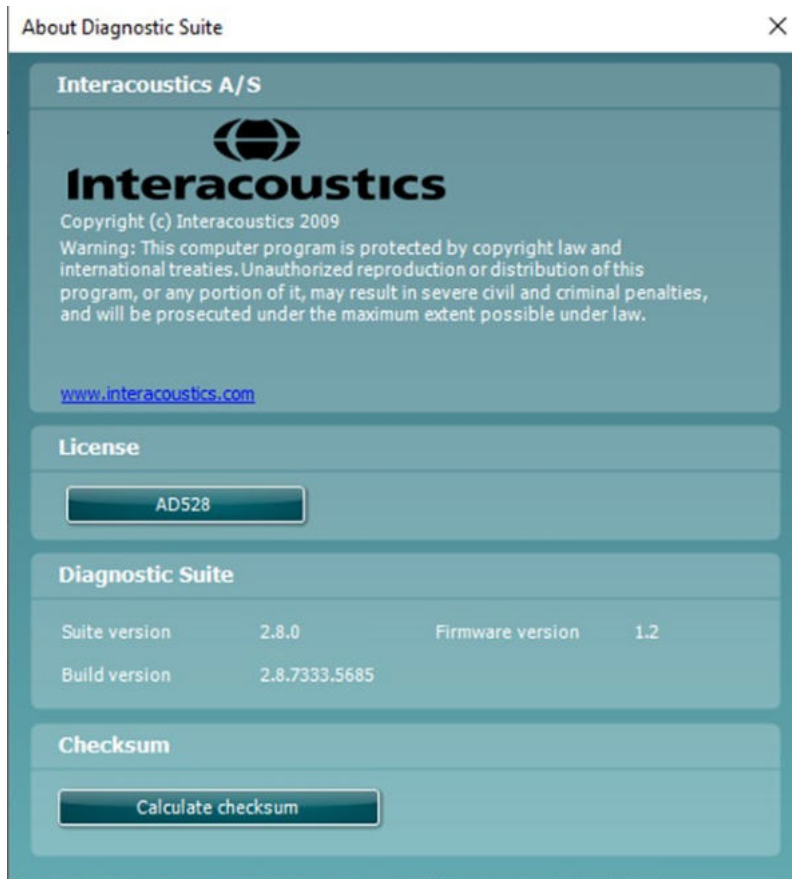 About Diagnostic Suite
Interacoustics A/S
Interacoustics
Copyright (c) Interacoustics 2009
Warning: This computer program is protected by copyright law and
international treaties. Unauthorized reproduction or distribution of this
program, or any portion of it, may result in severe civil and criminal penalties,
and will be prosecuted under the maximum extent possible under law.
www.interacoustics.com
License
AD528
Diagnostic Suite
Suite version 2.8.0 Firmware version 1.2
Build version 2.8.7333.5685
Checksum
Calculate checksum